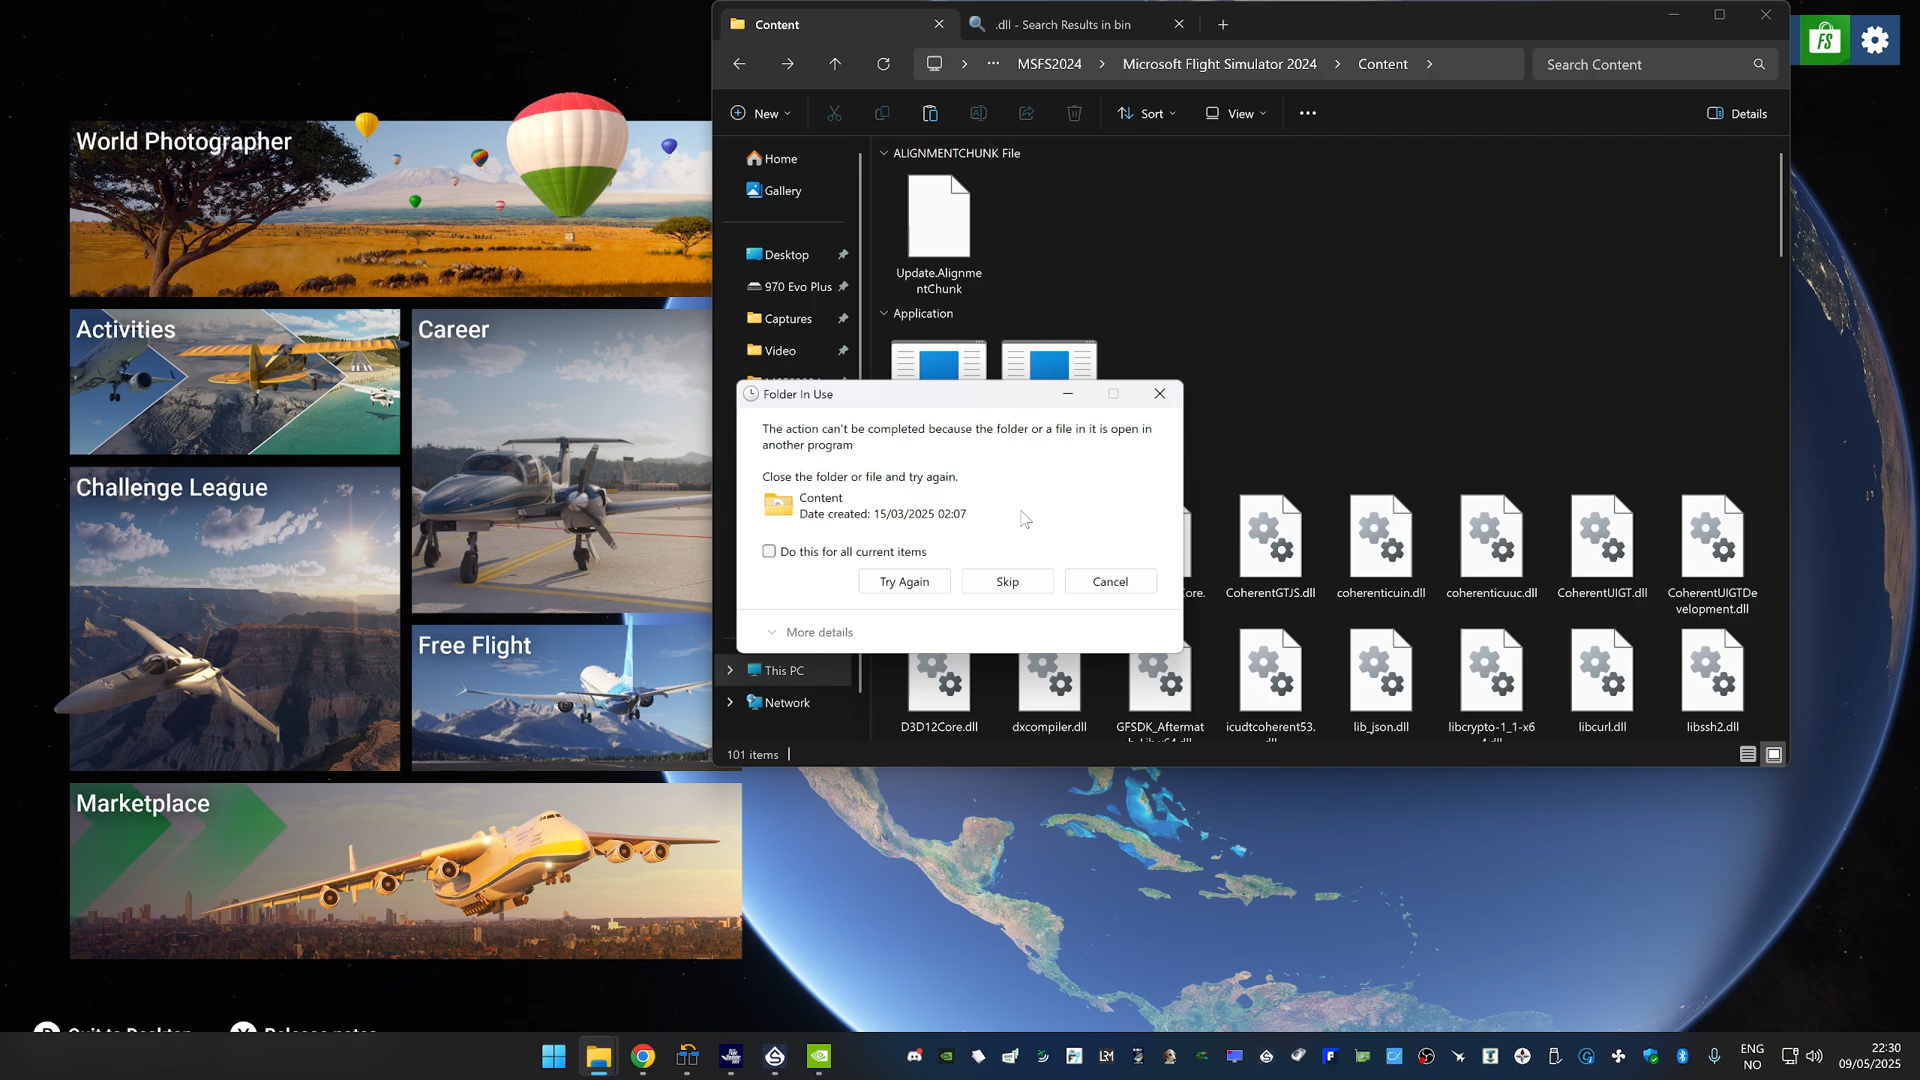 Content
.dll - Search Results in bin
FS
MSFS2024
Microsoft Flight Simulator 2024
Content
Search Content
New
Sort
View
Details
Home
Gallery
Desktop
970 Evo Plus
Captures
Video
This PC
Network
ALIGNMENTCHUNK File
Update.Alignme
ntChunk
Application
Folder In Use
The action can't be completed because the folder or a file in it is open in
another program
Close the folder or file and try again.
Content
Date created: 15/03/2025 02:07
Do this for all current items
Try Again
Skip
Cancel
More details
CoherentGTJS.dll
coherenticuin.dll
coherenticuuc.dll
CoherentUIGT.dll
CoherentUIGTDe
velopment.dll
D3D12Core.dll
dxcompiler.dll
GFSDK_Aftermat
icudtcoherent53.
lib_json.dll
libcrypto-1_1-x6
libcurl.dll
libssh2.dll
101 items
World Photographer
Activities
Career
Challenge League
Free Flight
Marketplace
Quit to Desktop
Release notes
ENG
NO
22:30
09/05/2025